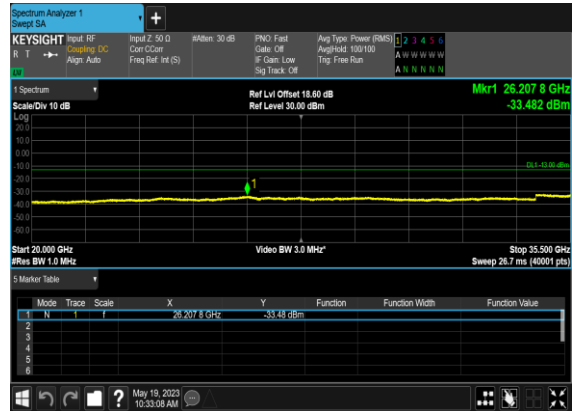 Spectrum Analyzer 1
Swept SA
+
KEYSIGHT Input: RF Input Z: 50 Ω #Atten: 30 dB PNO: Fast Avg Type: Power (RMS) 1 2 3 4 5 6
R T Coupling: DC Corr CCorr Gate: Off Avg|Hold: 100/100 A W W W W W
Align: Auto Freq Ref: Int (S) IF Gain: Low Trig: Free Run
Sig Track: Off A N N N N N
1 Spectrum Ref Lvl Offset 18.60 dB Mkr1 26.207 8 GHz
Scale/Div 10 dB Ref Level 30.00 dBm -33.482 dBm
Log
20.0
10.0
0.00
-10.0
DL1 -13.00 dBm
-20.0
1
-30.0
-40.0
-50.0
-60.0
Start 20.000 GHz Video BW 3.0 MHz* Stop 35.500 GHz
#Res BW 1.0 MHz Sweep 26.7 ms (40001 pts)
5 Marker Table
Mode Trace Scale X Y Function Function Width Function Value
1 N 1 f 26.207 8 GHz -33.48 dBm
2
3
4
5
6
? May 19, 2023
10:33:08 AM